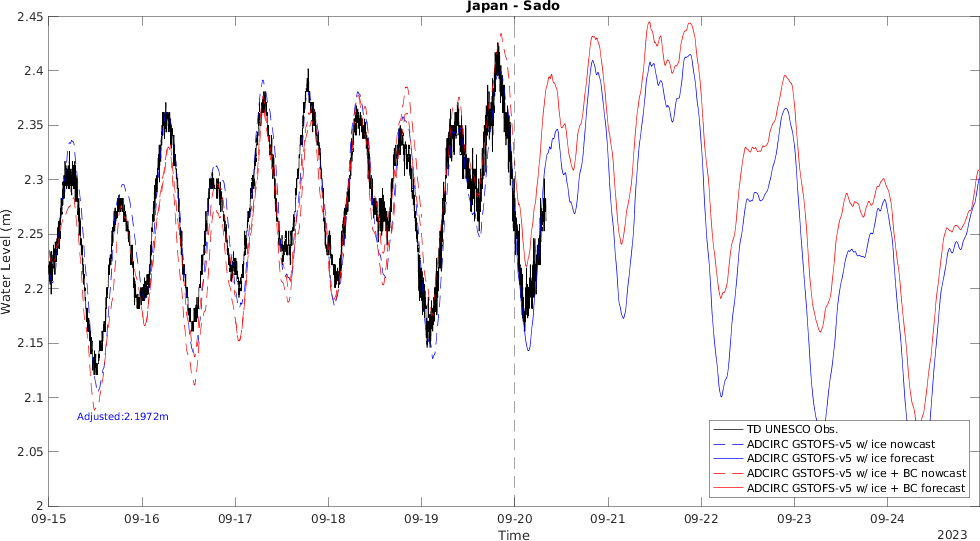 Japan - Sado
2.45
2.4
2.35
2.3
2.25
2.2
2.15
2.1
2.05
2
Water Level (m)
Adjusted:2.1972m
TD UNESCO Obs.
ADCIRC GSTOFS-v5 w/ ice nowcast
ADCIRC GSTOFS-v5 w/ ice forecast
ADCIRC GSTOFS-v5 w/ ice + BC nowcast
ADCIRC GSTOFS-v5 w/ ice + BC forecast
09-15 09-16 09-17 09-18 09-19 09-20 09-21 09-22 09-23 09-24
Time
2023